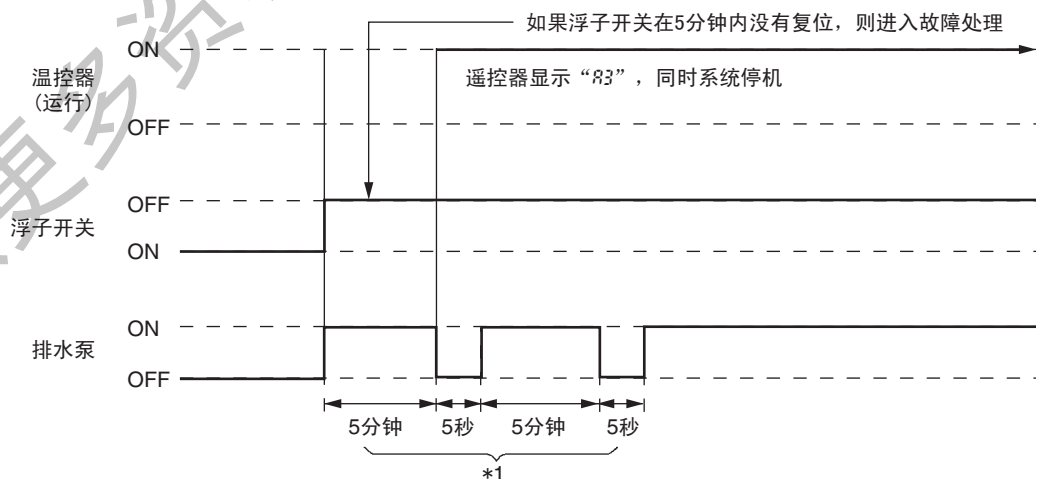 如果浮子开关在5分钟内没有复位，则进入故障处理
ON
温控器
(运行)
遥控器显示“A3”，同时系统停机
OFF
OFF
浮子开关
ON
ON
排水泵
OFF
5分钟 5秒 5分钟 5秒
*1
更多资